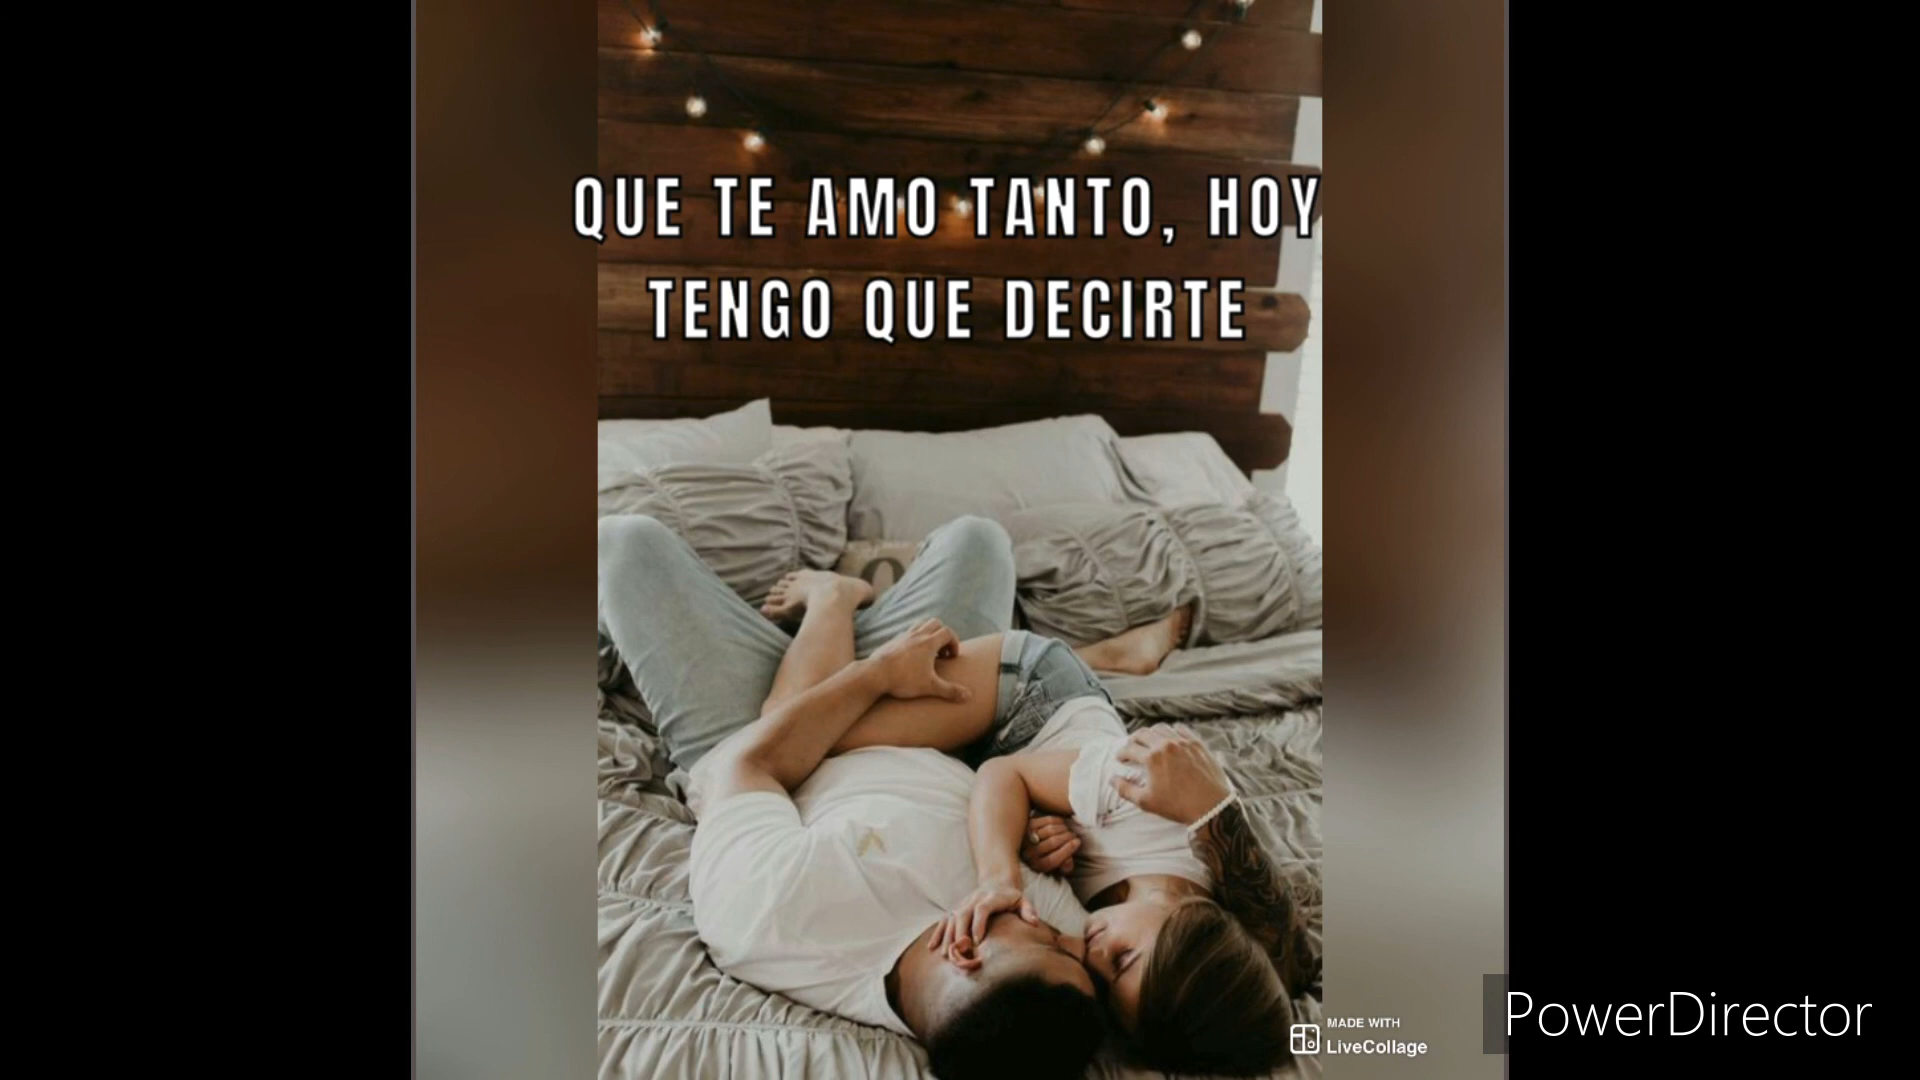 QUE TE AMO TANTO, HOY
TENGO QUE DECIRTE
MADE WITH
LiveCollage
PowerDirector